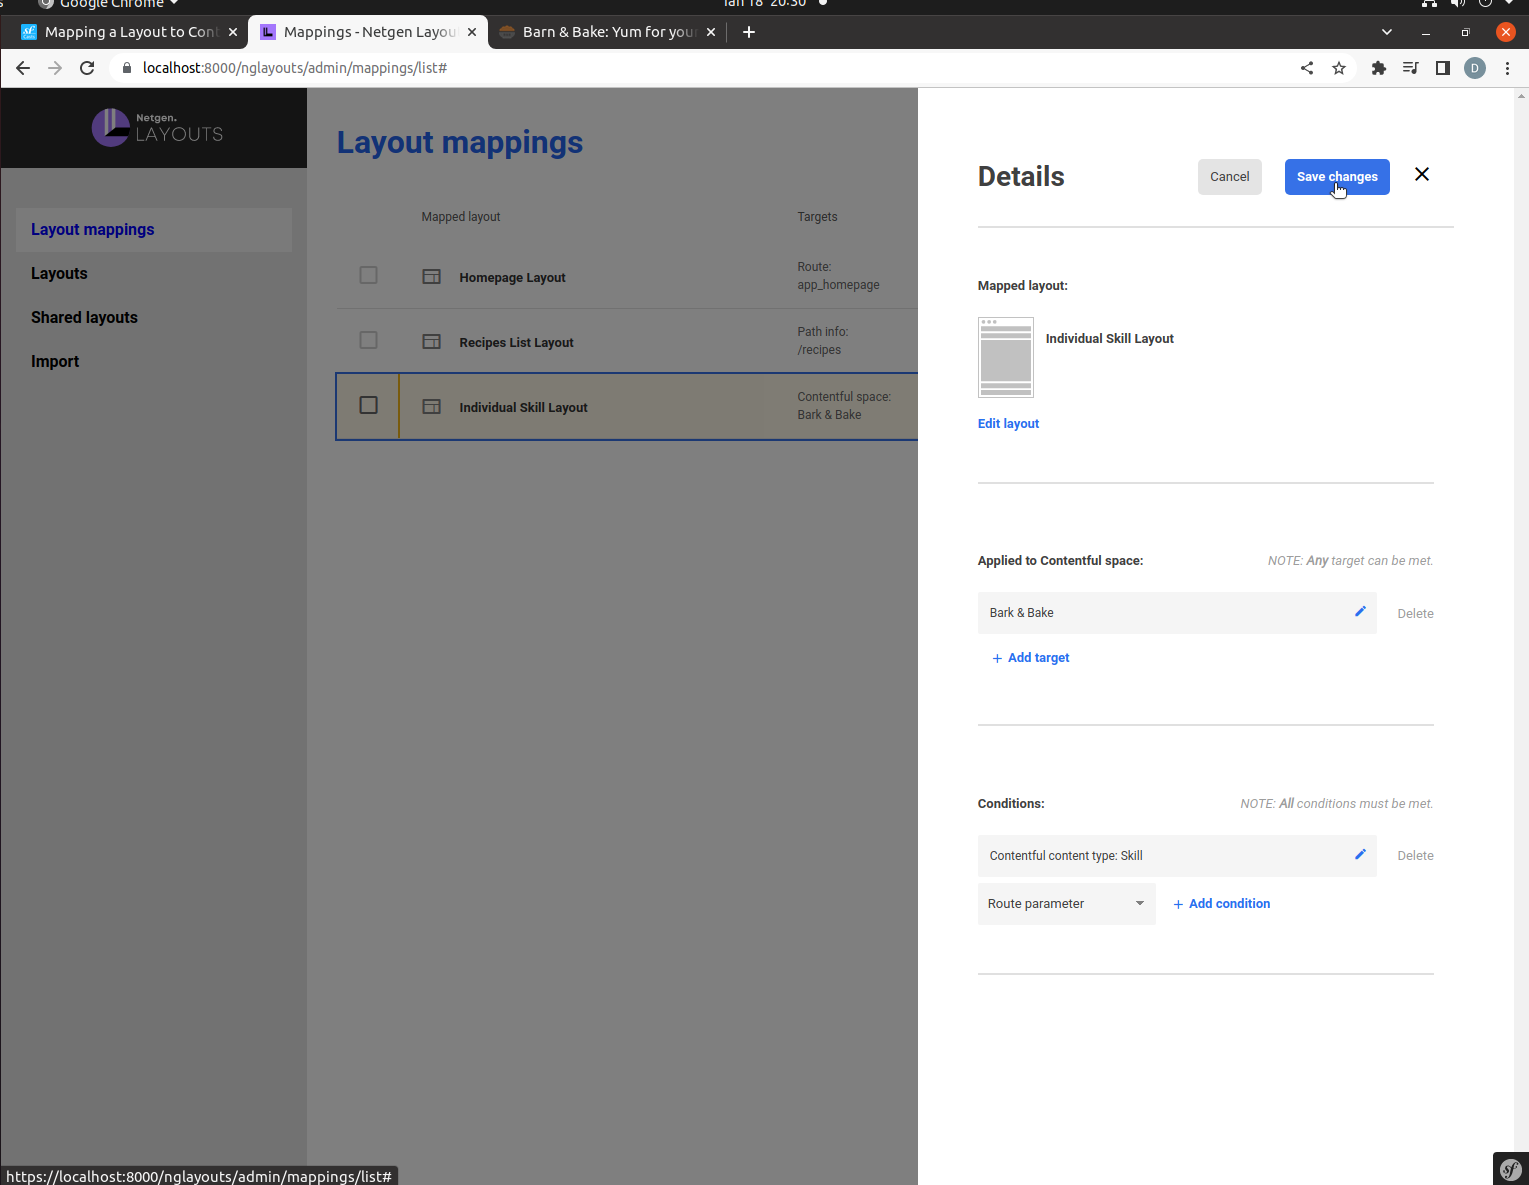 Google Chrome
Jan 18 20:30
Mapping a Layout to Cont
Mappings - Netgen Layou
Barn & Bake: Yum for your
localhost:8000/nglayouts/admin/mappings/list#
D
Netgen.
LAYOUTS
Layout mappings
Layouts
Shared layouts
Import
Layout mappings
Mapped layout
Targets
Homepage Layout
Route:
app_homepage
Recipes List Layout
Path info:
/recipes
Individual Skill Layout
Contentful space:
Bark & Bake
Details
Cancel
Save changes
Mapped layout:
Individual Skill Layout
Edit layout
Applied to Contentful space:
NOTE: Any target can be met.
Bark & Bake
Delete
+ Add target
Conditions:
NOTE: All conditions must be met.
Contentful content type: Skill
Delete
Route parameter
+ Add condition
https://localhost:8000/nglayouts/admin/mappings/list#
sf